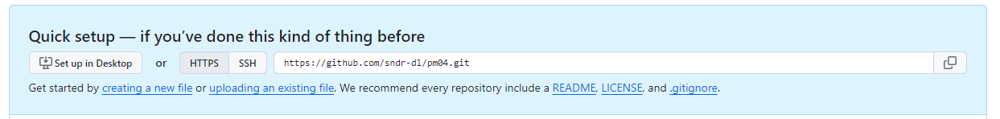 Quick setup — if you've done this kind of thing before
Set up in Desktop or HTTPS SSH https://github.com/sndr-dl/pm04.git
Get started by creating a new file or uploading an existing file. We recommend every repository include a README, LICENSE, and .gitignore.